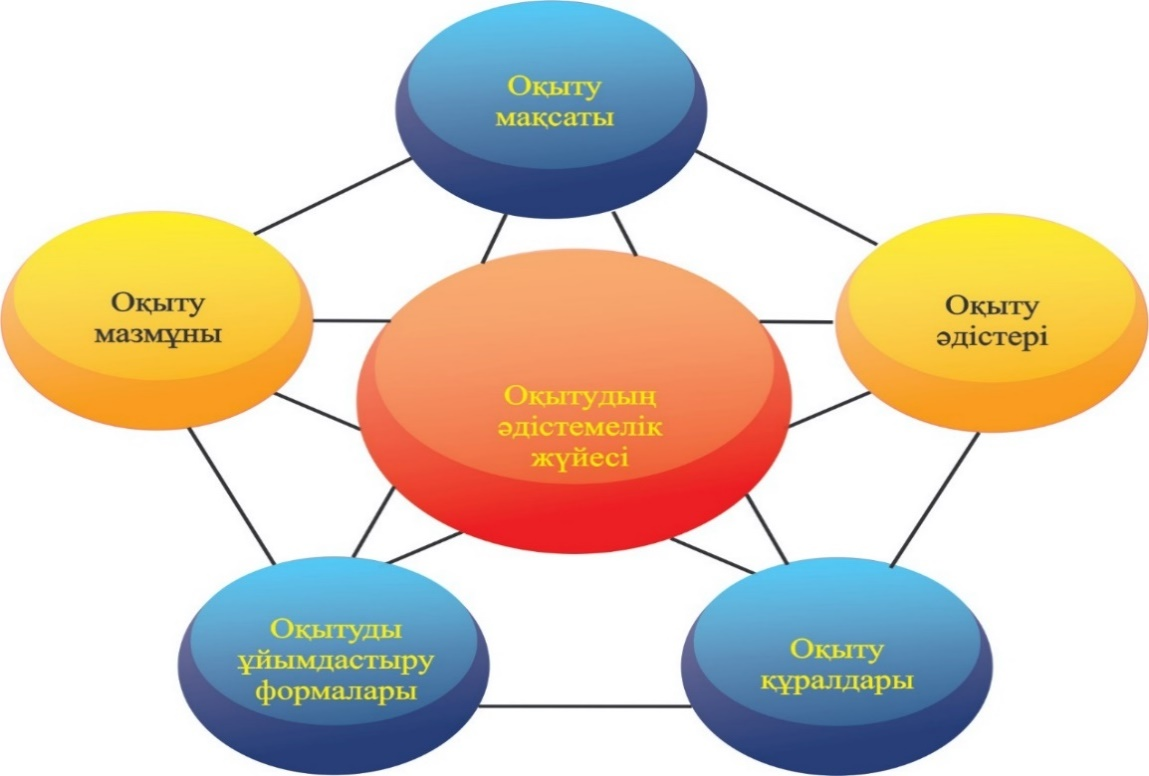 Оқыту
мақсаты
Оқыту
мазмұны
Оқыту
әдістері
Оқытудың
әдістемелік
жүйесі
Оқытуды
ұйымдастыру
формалары
Оқыту
құралдары